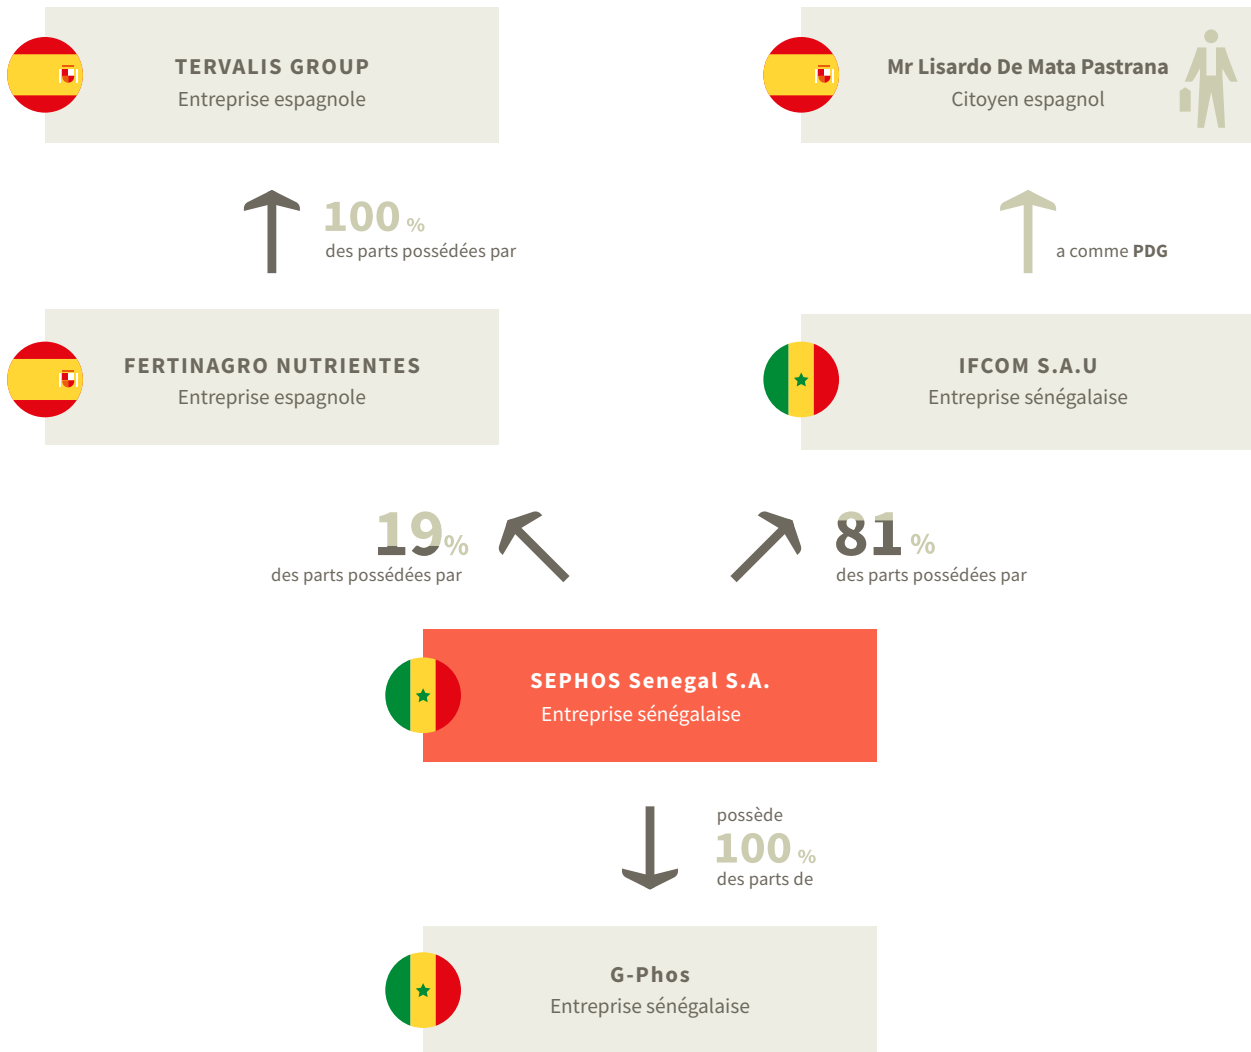 TERVALIS GROUP
Entreprise espagnole
Mr Lisardo De Mata Pastrana
Citoyen espagnol
100 %
des parts possédées par
a comme PDG
FERTINAGRO NUTRIENTES
Entreprise espagnole
IFCOM S.A.U
Entreprise sénégalaise
19%
des parts possédées par
81 %
des parts possédées par
SEPHOS Senegal S.A.
Entreprise sénégalaise
possède
100 %
des parts de
G-Phos
Entreprise sénégalaise